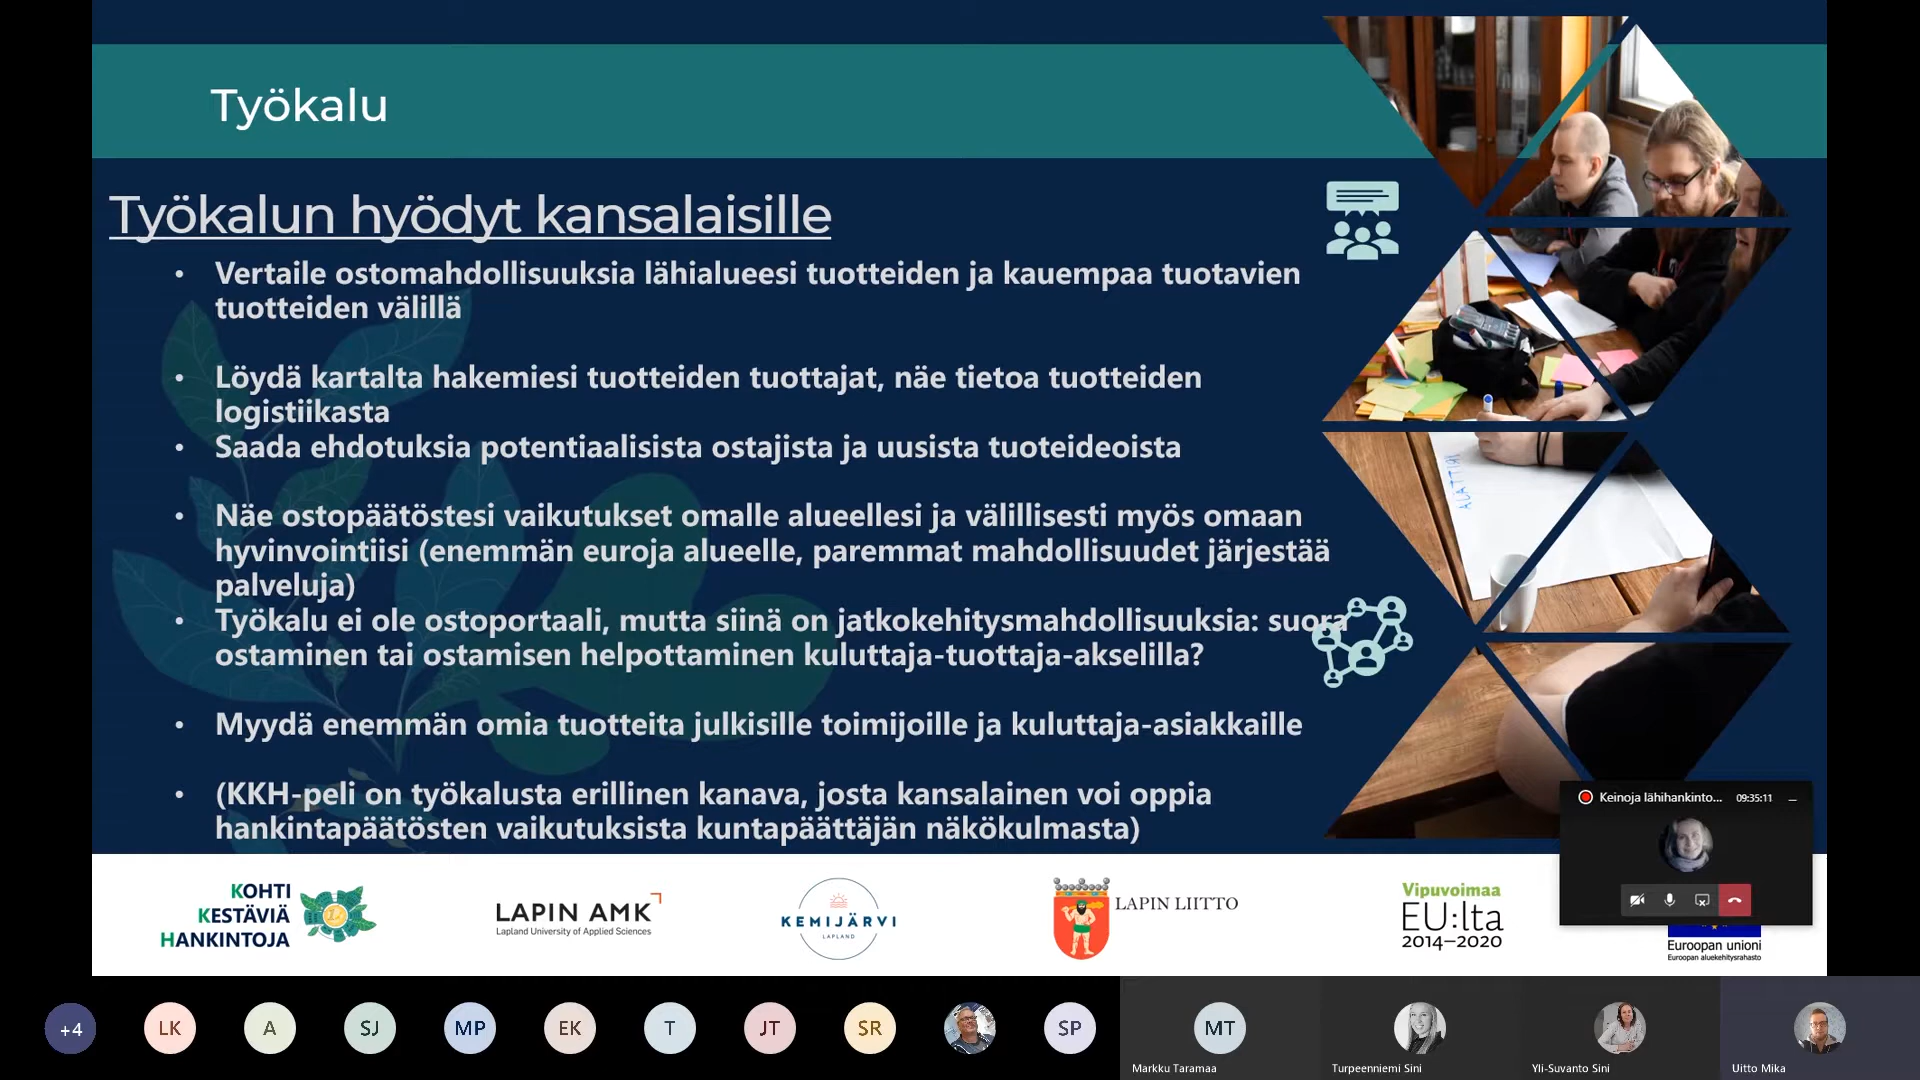 Työkalu
Työkalun hyödyt kansalaisille
• Vertaile ostomahdollisuuksia lähialueesi tuotteiden ja kauempaa tuotavien
tuotteiden välillä
• Löydä kartalta hakemiesi tuotteiden tuottajat, näe tietoa tuotteiden
logistiikasta
• Saada ehdotuksia potentiaalisista ostajista ja uusista tuoteideoista
• Näe ostopäätöstesi vaikutukset omalle alueellesi ja välillisesti myös omaan
hyvinvointiisi (enemmän euroja alueelle, paremmat mahdollisuudet järjestää
palveluja)
• Työkalu ei ole ostoportaali, mutta siinä on jatkokehitysmahdollisuuksia: suora
ostaminen tai ostamisen helpottaminen kuluttaja-tuottaja-akselilla?
• Myydä enemmän omia tuotteita julkisille toimijoille ja kuluttaja-asiakkaille
• (KKH-peli on työkalusta erillinen kanava, josta kansalainen voi oppia
hankintapäätösten vaikutuksista kuntapäättäjän näkökulmasta)
Keinoja lähihankinto... 09:35:11
KOHTI
KESTÄVIÄ
HANKINTOJA
LAPIN AMK
Lapland University of Applied Sciences
KEMIJÄRVI
LAPLAND
LAPIN LIITTO
Vipuvoimaa
EU:lta
2014–2020
Euroopan unioni
Euroopan aluekehitysrahasto
+4 LK A SJ MP EK T JT SR SP MT
Markku Taramaa Turpeenniemi Sini Yli-Suvanto Sini Uitto Mika